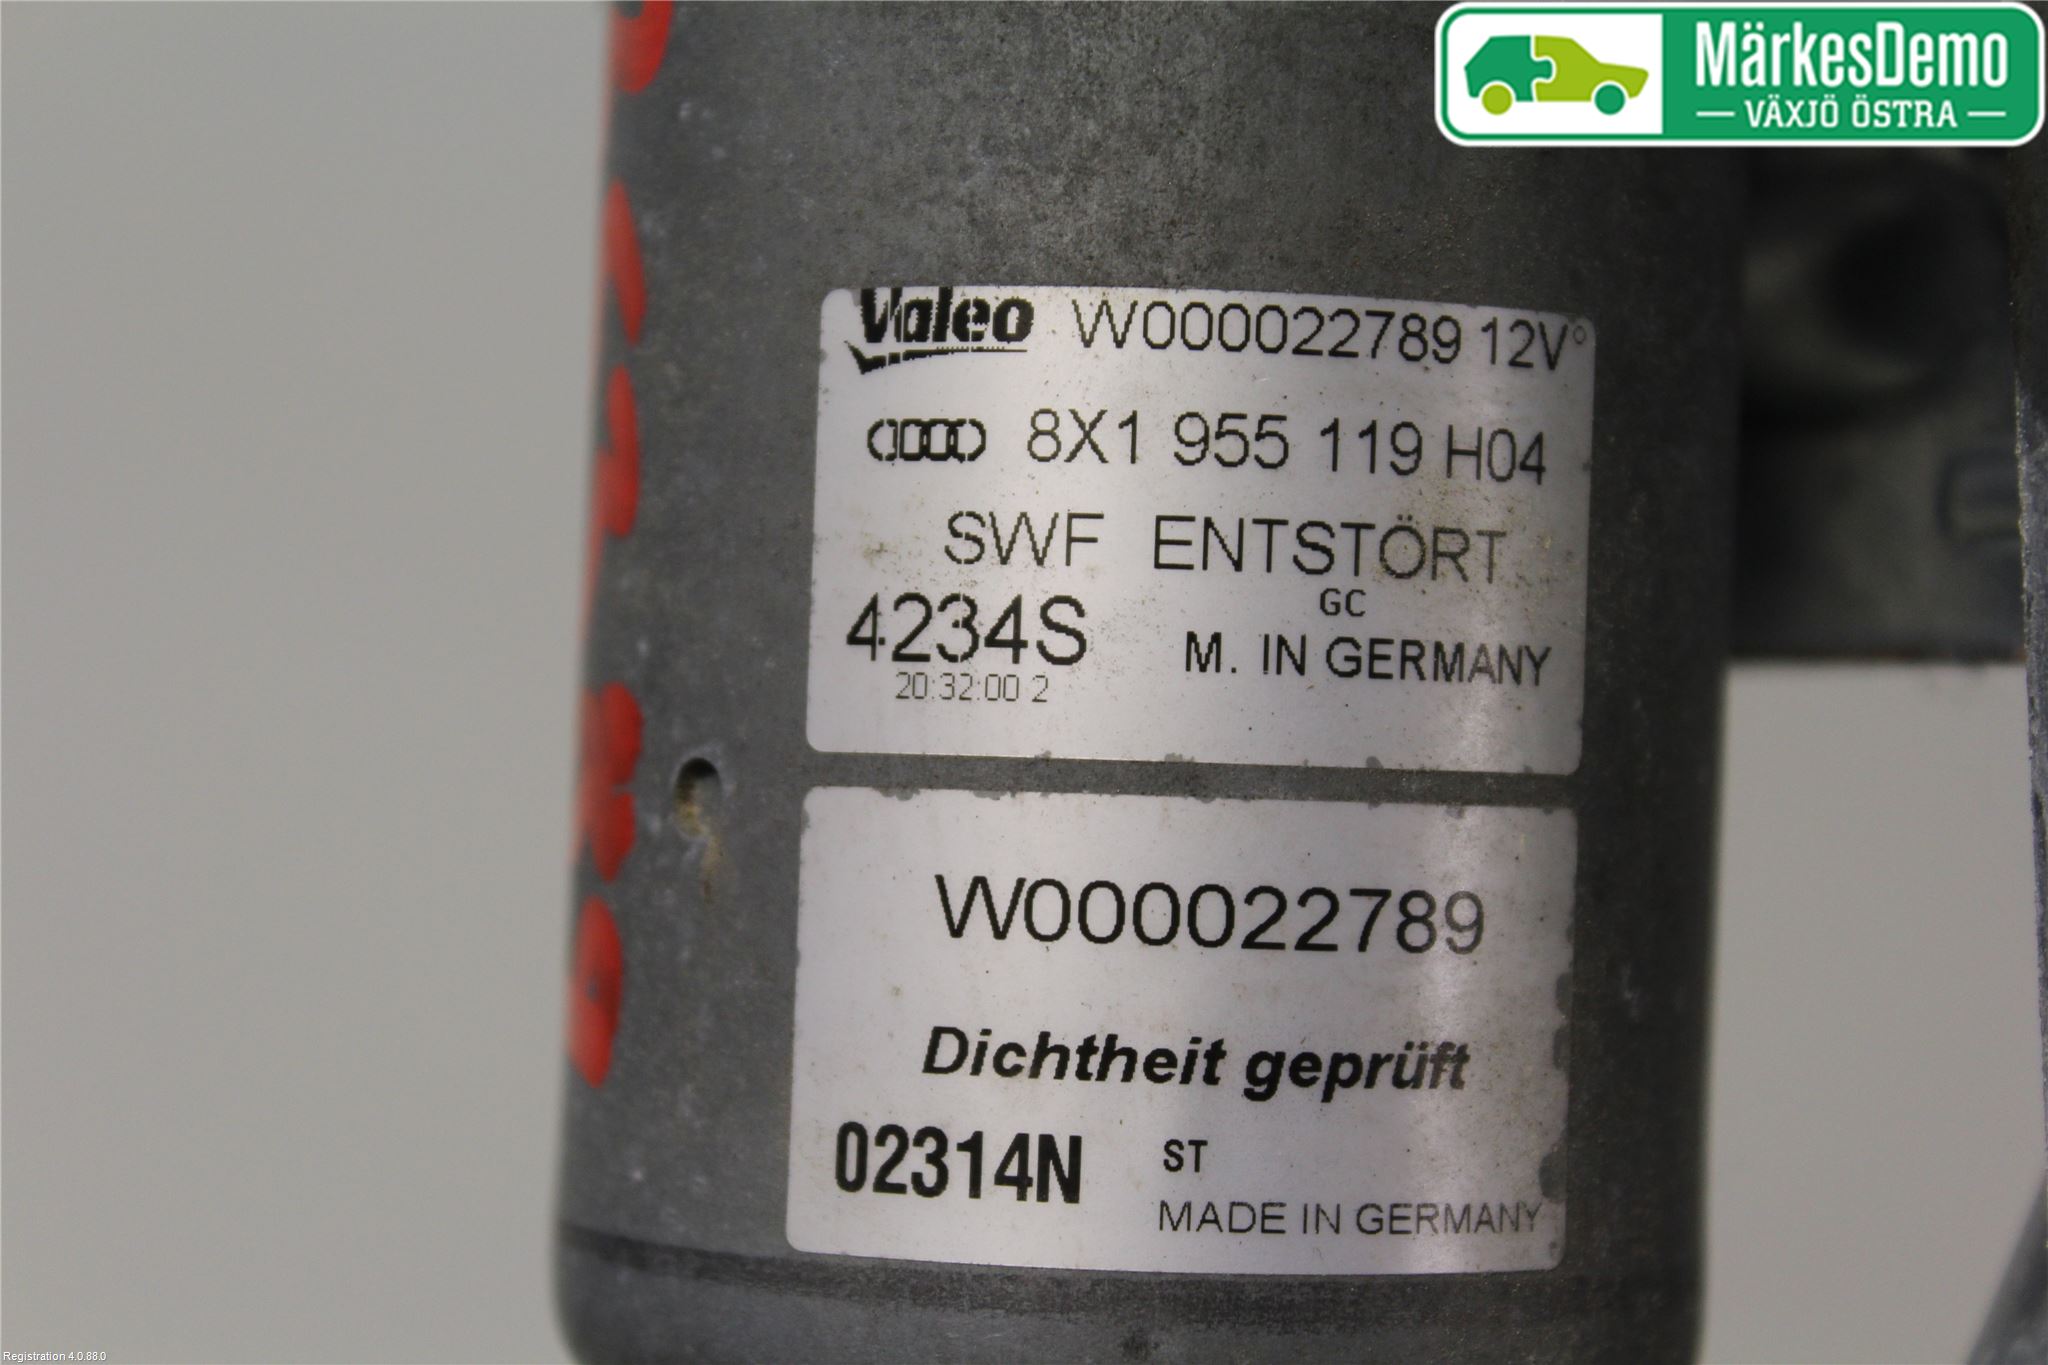 MärkesDemo
VÄXJÖ ÖSTRA
Valeo W000022789 12V
8X1 955 119 H04
SWF ENTSTÖRT
GC
4234S M. IN GERMANY
20:32:00 2
W000022789
Dichtheit geprüft
02314N ST
MADE IN GERMANY
Registration 4.0.88.0